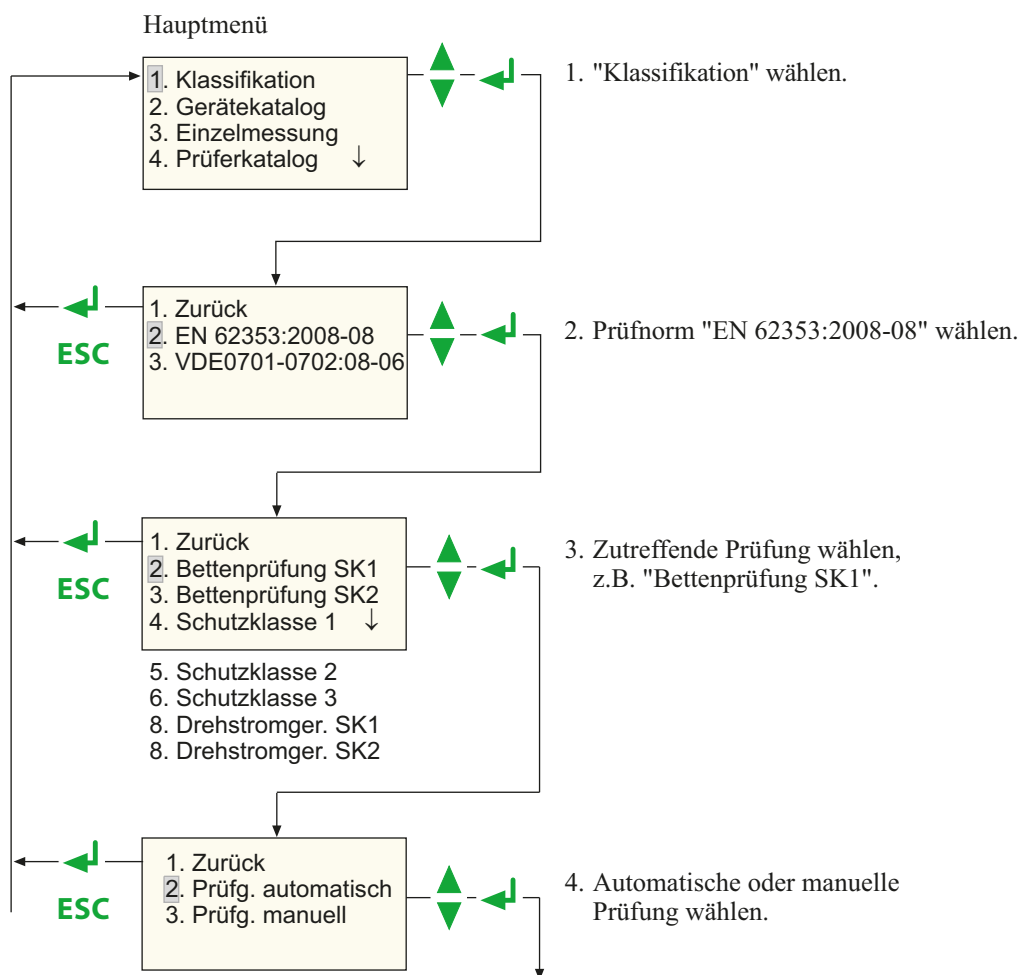 Hauptmenü
1. Klassifikation
2. Gerätekatalog
3. Einzelmessung
4. Prüferkatalog ↓
1. "Klassifikation" wählen.
1. Zurück
2. EN 62353:2008-08
3. VDE0701-0702:08-06
ESC
2. Prüfnorm "EN 62353:2008-08" wählen.
1. Zurück
2. Bettenprüfung SK1
3. Bettenprüfung SK2
4. Schutzklasse 1 ↓
5. Schutzklasse 2
6. Schutzklasse 3
8. Drehstromger. SK1
8. Drehstromger. SK2
ESC
3. Zutreffende Prüfung wählen,
z.B. "Bettenprüfung SK1".
1. Zurück
2. Prüfg. automatisch
3. Prüfg. manuell
ESC
4. Automatische oder manuelle
Prüfung wählen.